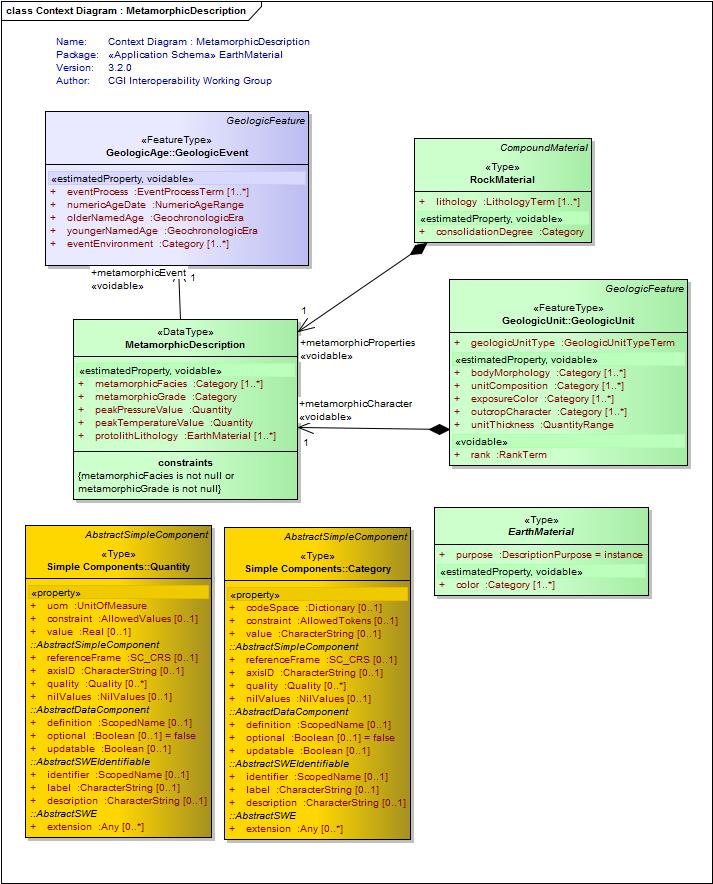 class Context Diagram : MetamorphicDescription
Name: Context Diagram : MetamorphicDescription
Package: «Application Schema» EarthMaterial
Version: 3.2.0
Author: CGI Interoperability Working Group
GeologicFeature
«FeatureType»
GeologicAge::GeologicEvent
«estimatedProperty, voidable»
+ eventProcess :EventProcessTerm [1..*]
+ numericAgeDate :NumericAgeRange
+ olderNamedAge :GeochronologicEra
+ youngerNamedAge :GeochronologicEra
+ eventEnvironment :Category [1..*]
CompoundMaterial
«Type»
RockMaterial
+ lithology :LithologyTerm [1..*]
«estimatedProperty, voidable»
+ consolidationDegree :Category
+metamorphicEvent
«voidable»
1
1
+metamorphicProperties
«voidable»
GeologicFeature
«FeatureType»
GeologicUnit::GeologicUnit
+ geologicUnitType :GeologicUnitTypeTerm
«estimatedProperty, voidable»
+ bodyMorphology :Category [1..*]
+ unitComposition :Category [1..*]
+ exposureColor :Category [1..*]
+ outcropCharacter :Category [1..*]
+ unitThickness :QuantityRange
«voidable»
+ rank :RankTerm
«DataType»
MetamorphicDescription
«estimatedProperty, voidable»
+ metamorphicFacies :Category [1..*]
+ metamorphicGrade :Category
+ peakPressureValue :Quantity
+ peakTemperatureValue :Quantity
+ protolithLithology :EarthMaterial [1..*]
constraints
{metamorphicFacies is not null or
metamorphicGrade is not null}
+metamorphicCharacter
«voidable»
1
«Type»
EarthMaterial
+ purpose :DescriptionPurpose = instance
«estimatedProperty, voidable»
+ color :Category [1..*]
AbstractSimpleComponent
«Type»
Simple Components::Quantity
«property»
+ uom :UnitOfMeasure
+ constraint :AllowedValues [0..1]
+ value :Real [0..1]
::AbstractSimpleComponent
+ referenceFrame :SC_CRS [0..1]
+ axisID :CharacterString [0..1]
+ quality :Quality [0..*]
+ nilValues :NilValues [0..1]
::AbstractDataComponent
+ definition :ScopedName [0..1]
+ optional :Boolean [0..1] = false
+ updatable :Boolean [0..1]
::AbstractSWEIdentifiable
+ identifier :ScopedName [0..1]
+ label :CharacterString [0..1]
+ description :CharacterString [0..1]
::AbstractSWE
+ extension :Any [0..*]
AbstractSimpleComponent
«Type»
Simple Components::Category
«property»
+ codeSpace :Dictionary [0..1]
+ constraint :AllowedTokens [0..1]
+ value :CharacterString [0..1]
::AbstractSimpleComponent
+ referenceFrame :SC_CRS [0..1]
+ axisID :CharacterString [0..1]
+ quality :Quality [0..*]
+ nilValues :NilValues [0..1]
::AbstractDataComponent
+ definition :ScopedName [0..1]
+ optional :Boolean [0..1] = false
+ updatable :Boolean [0..1]
::AbstractSWEIdentifiable
+ identifier :ScopedName [0..1]
+ label :CharacterString [0..1]
+ description :CharacterString [0..1]
::AbstractSWE
+ extension :Any [0..*]